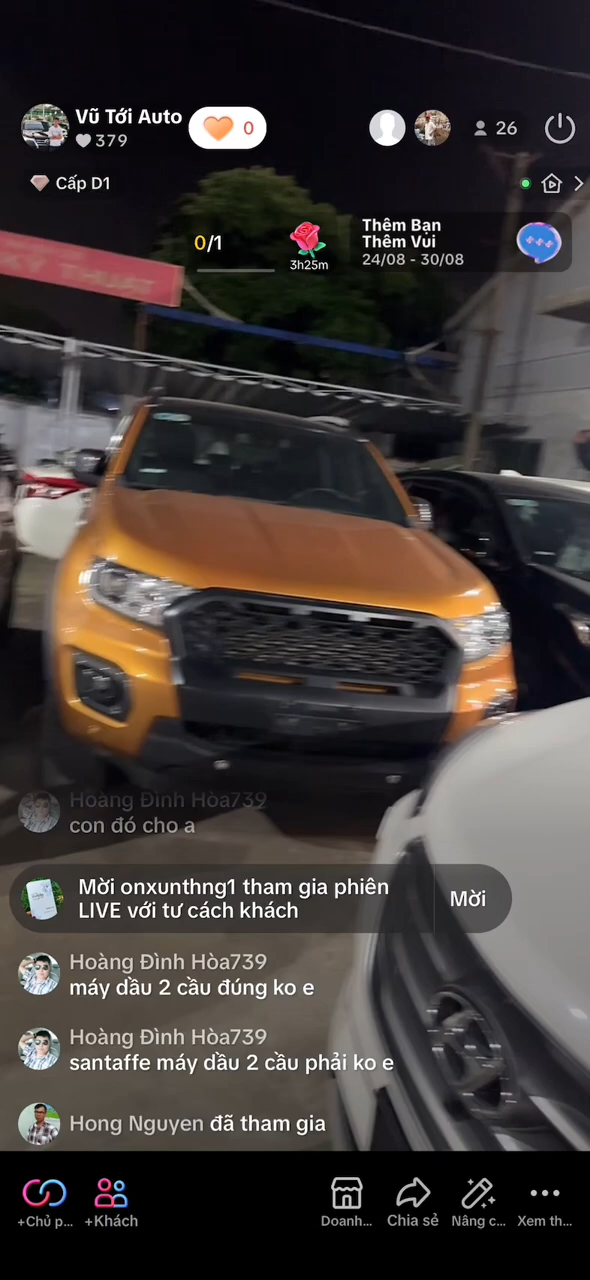 Vũ Tới Auto
379
0
26
Cấp D1
0/1
3h25m
Thêm Bạn
Thêm Vui
24/08 - 30/08
KỸ THUẬT
Hoàng Đình Hòa739
con đó cho a
Mời onxunthng1 tham gia phiên
LIVE với tư cách khách
Mời
Hoàng Đình Hòa739
máy dầu 2 cầu đúng ko e
Hoàng Đình Hòa739
santaffe máy dầu 2 cầu phải ko e
Hong Nguyen đã tham gia
+Chủ p...
+Khách
Doanh...
Chia sẻ
Nâng c...
Xem th...